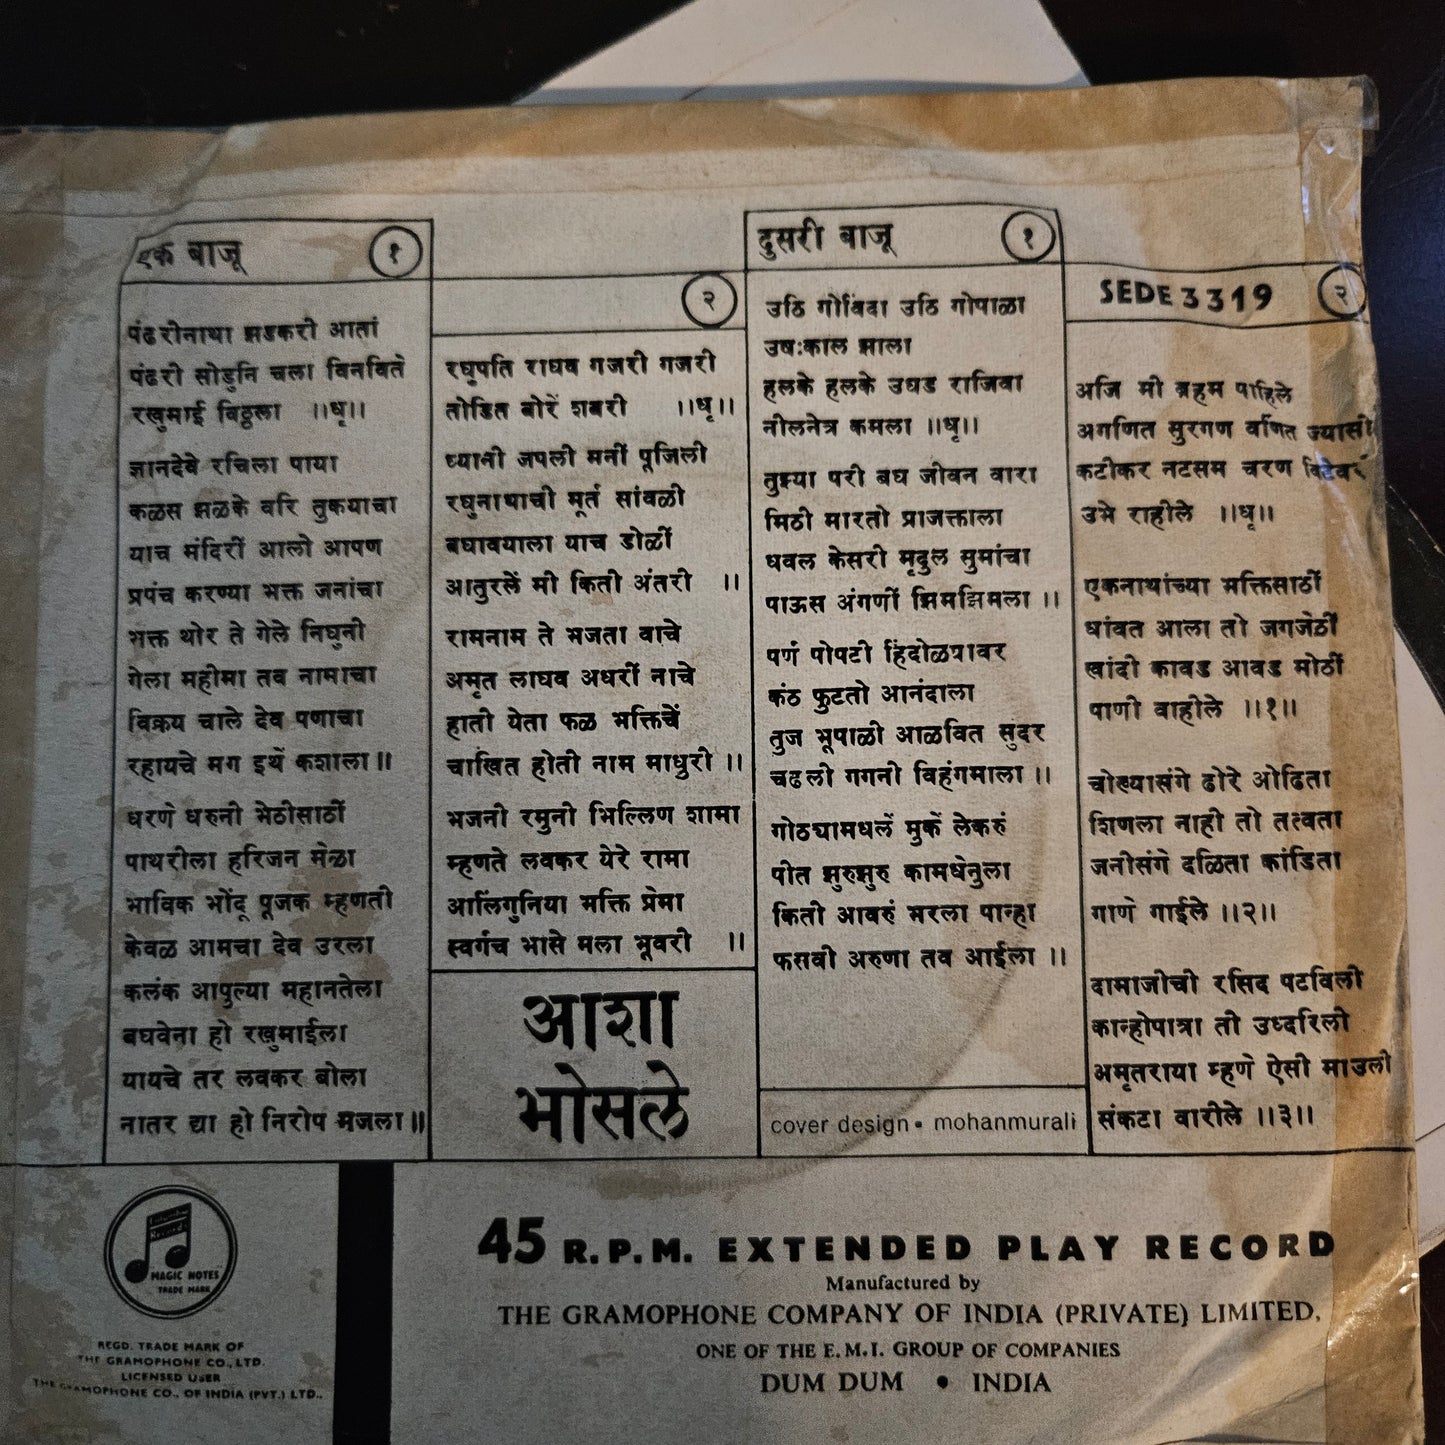 एक बाजू १
पंढरीनाथा झडकरी आतां
पंढरी सोडुनि चला विनविते
रखुमाई विठ्ठला ।।धृ।।
ज्ञानदेवे रचिला पाया
कळस झळके वरि तुकयाचा
याच मंदिरीं आलो आपण
प्रपंच करण्या भक्त जनांचा
भक्त थोर ते गेले निघुनी
गेला महीमा तव नामाचा
विक्रय चाले देव पणाचा
रहायचे मग इथें कशाला॥
धरणे धरुनी भेठीसाठीं
पाथरीला हरिजन मेळा
भाविक भोंदू पूजक म्हणती
केवळ आमचा देव उरला
कलंक आपुल्या महानतेला
बघवेना हो रखुमाईला
यायचे तर लवकर बोला
नातर द्या हो निरोप मजला॥
२
रघुपति राघव गजरी गजरी
तोडित बोरें शबरी ।।धृ।।
ध्यानी जपली मनीं पूजिली
रघुनाथाची मूर्त सांवळी
बघावयाला याच डोळीं
आतुरलें मी किती अंतरी ।।
रामनाम ते भजता वाचे
अमृत लाघव अधरीं नाचे
हाती येता फळ भक्तिचें
चाखित होती नाम माधुरी ।।
भजनी रमुनी भिल्लिण शामा
म्हणते लवकर येरे रामा
आलिंगुनिया भक्ति प्रेमा
स्वर्गच भासे मला भूवरी ।।
आशा
भोसले
दुसरी बाजू १
उठि गोविंदा उठि गोपाळा
उषःकाल झाला
हलके हलके उघड राजिवा
नीलनेत्र कमला ।।धृ।।
तुझ्या परी बघ जीवन वारा
मिठी मारतो प्राजक्ताला
धवल केसरी मृदुल सुमांचा
पाऊस अंगणीं झिमझिमला ।।
पर्ण पोपटी हिंदोळ्यावर
कंठ फुटतो आनंदाला
तुज भूपाळी आळवित सुंदर
चढली गगनी विहंगमाला ।।
गोठ्यामधलें मुकें लेकरुं
पीत झुरुझुरु कामधेनुला
किती आवरुं भरला पान्हा
फसवी अरुणा तव आईला ।।
cover design • mohanmurali
SEDE 3319 २
अजि मी ब्रहम पाहिले
अगणित सुरगण वर्णित ज्यासी
कटीकर नटसम चरण विटेवरी
उभे राहीले ।।धृ।।
एकनाथांच्या भक्तिसाठीं
धांवत आला तो जगजेठीं
खांदी कावड आवड मोठीं
पाणी वाहीले ।।१।।
चोख्यासंगे ढोरे ओढिता
शिणला नाही तो तत्वता
जनीसंगे दळिता कांडिता
गाणे गाईले ।।२।।
दामाजीची रसिद पटविली
कान्होपात्रा ती उध्दरिली
अमृतराया म्हणे ऐसी माउली
संकटा वारीले ।।३।।
Columbia
Records
MAGIC NOTES
TRADE MARK
REGD. TRADE MARK OF
THE GRAMOPHONE CO., LTD.
LICENSED USER
THE GRAMOPHONE CO., OF INDIA (PVT.) LTD.,
45 R.P.M. EXTENDED PLAY RECORD
Manufactured by
THE GRAMOPHONE COMPANY OF INDIA (PRIVATE) LIMITED,
ONE OF THE E.M.I. GROUP OF COMPANIES
DUM DUM • INDIA